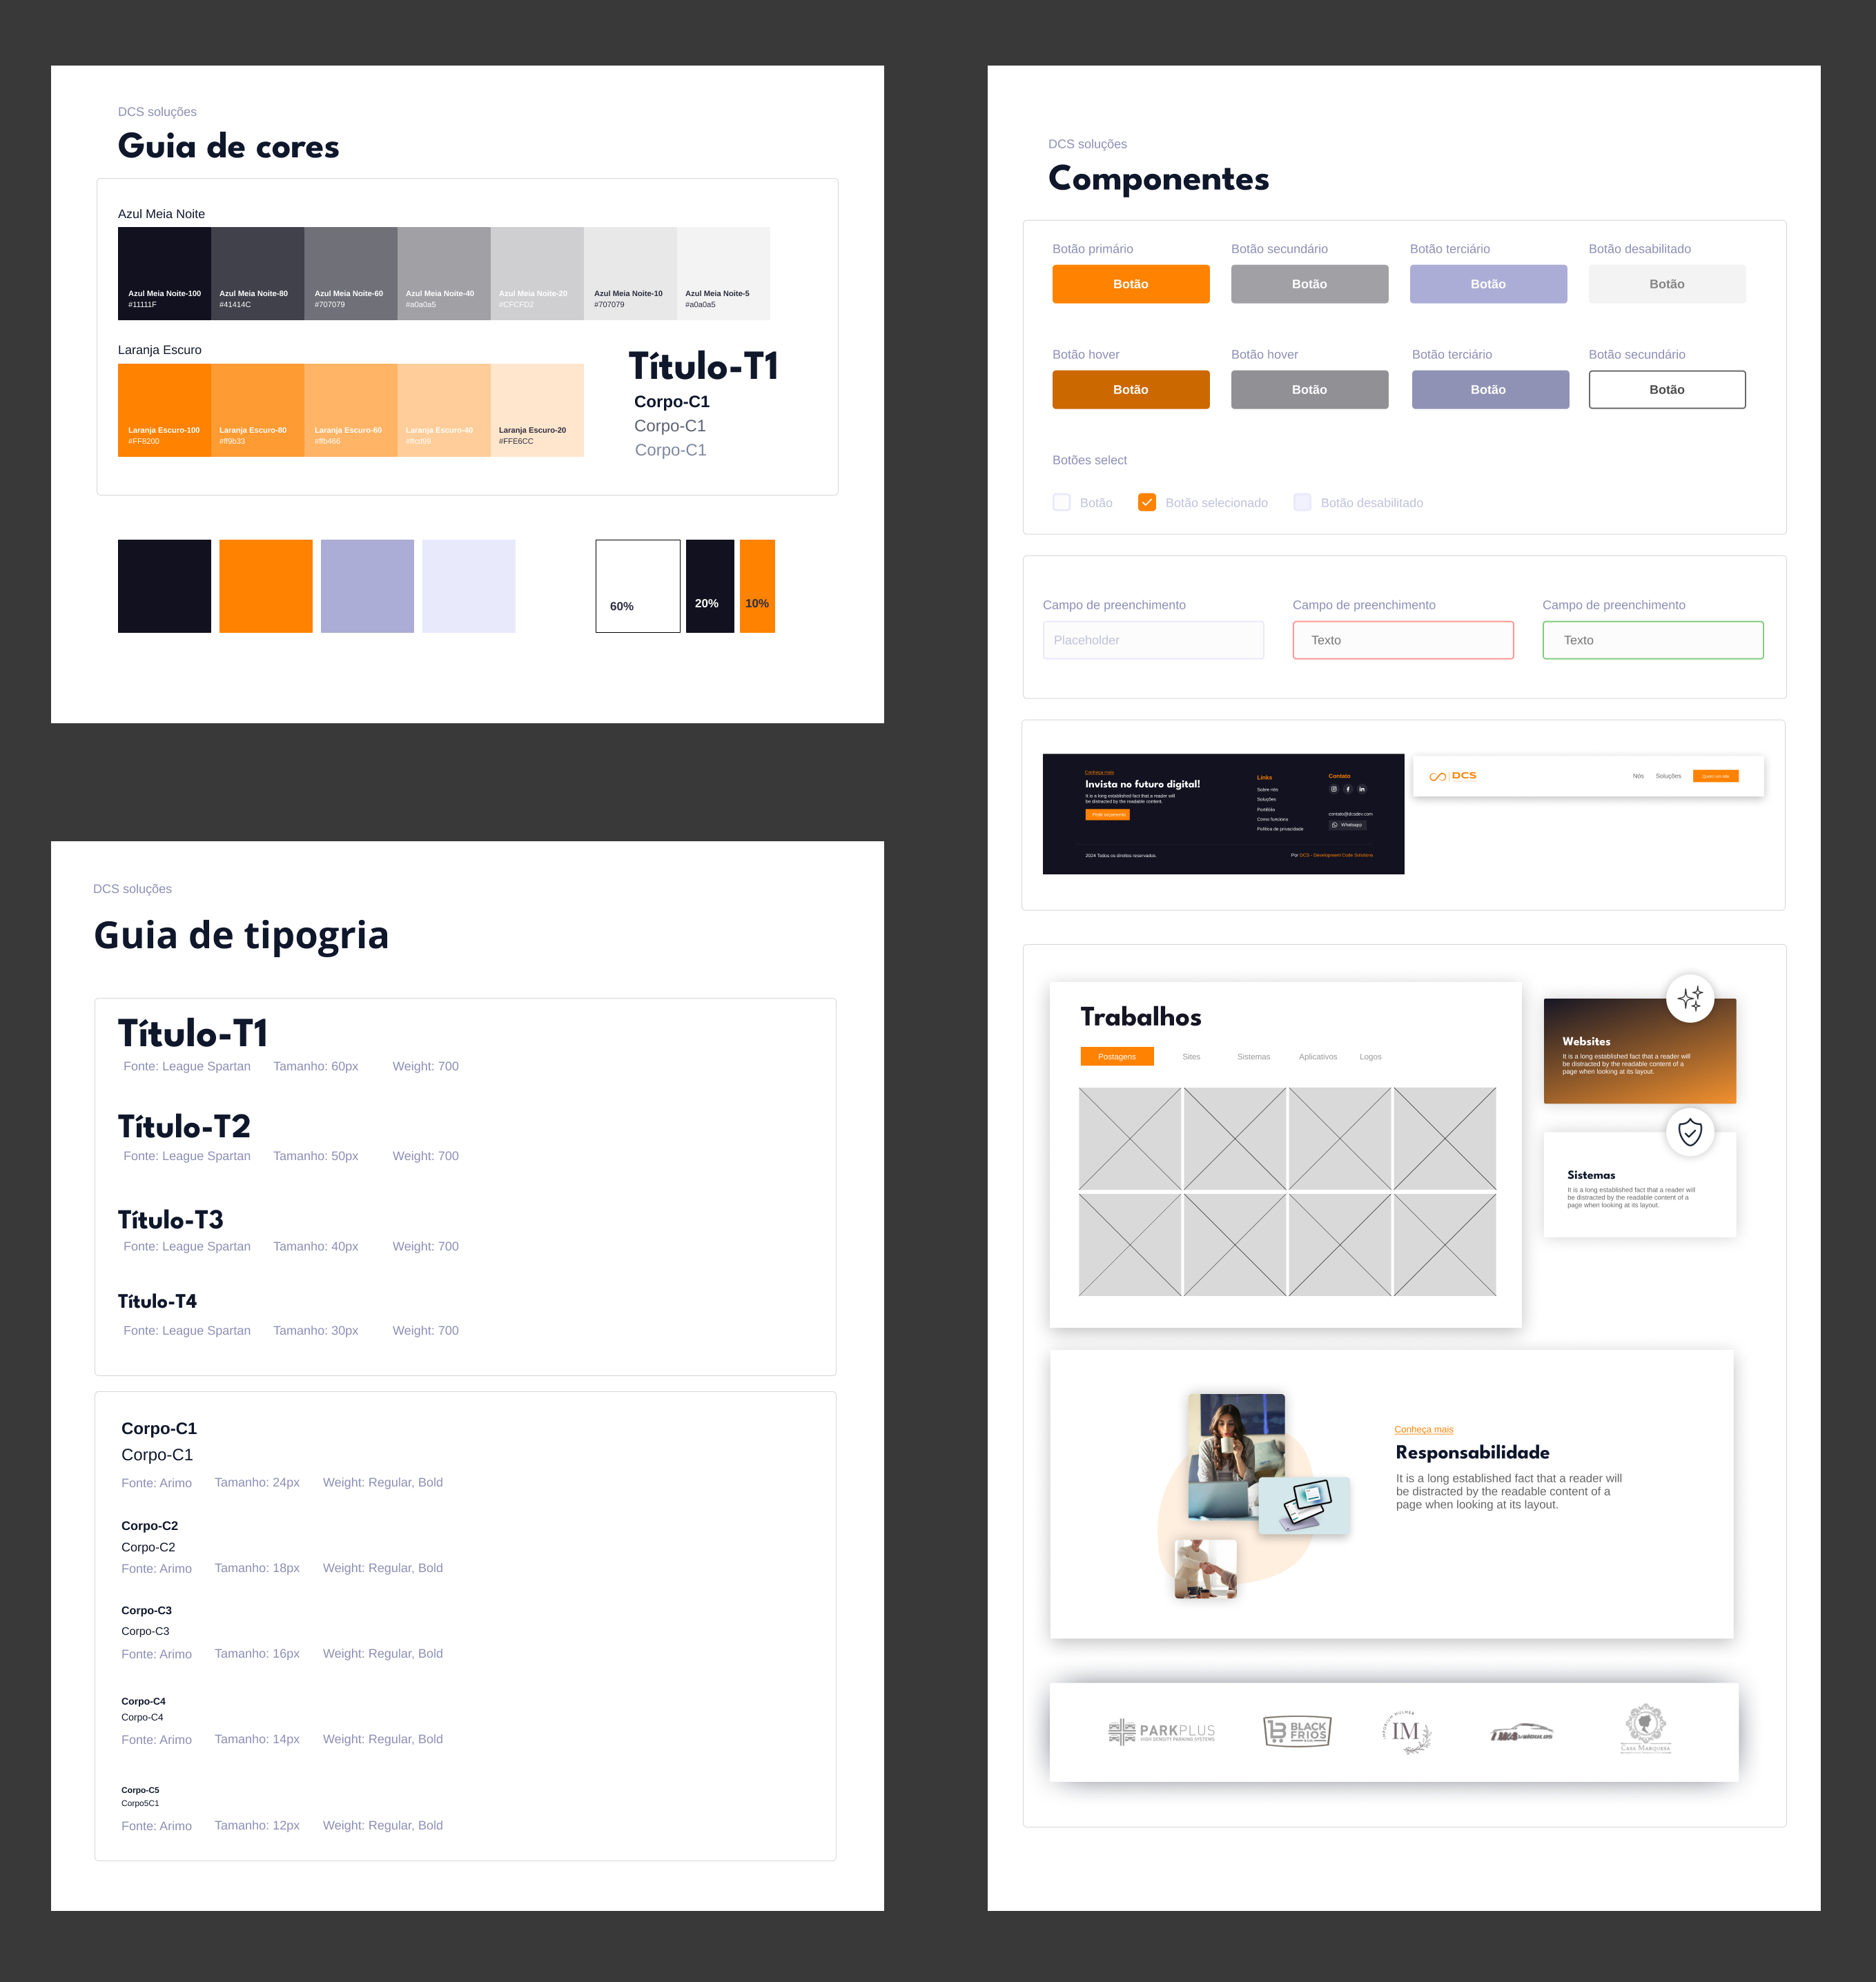 DCS soluções
Guia de cores
Azul Meia Noite
Azul Meia Noite-100
#11111F
Azul Meia Noite-80
#41414C
Azul Meia Noite-60
#707079
Azul Meia Noite-40
#a0a0a5
Azul Meia Noite-20
#CFCFD2
Azul Meia Noite-10
#707079
Azul Meia Noite-5
#a0a0a5
Laranja Escuro
Laranja Escuro-100
#FF8200
Laranja Escuro-80
#ff9b33
Laranja Escuro-60
#ffb466
Laranja Escuro-40
#ffcd99
Laranja Escuro-20
#FFE6CC
Título-T1
Corpo-C1
Corpo-C1
Corpo-C1
60%
20%
10%
DCS soluções
Guia de tipogria
Título-T1
Fonte: League Spartan Tamanho: 60px Weight: 700
Título-T2
Fonte: League Spartan Tamanho: 50px Weight: 700
Título-T3
Fonte: League Spartan Tamanho: 40px Weight: 700
Título-T4
Fonte: League Spartan Tamanho: 30px Weight: 700
Corpo-C1
Corpo-C1
Fonte: Arimo Tamanho: 24px Weight: Regular, Bold
Corpo-C2
Corpo-C2
Fonte: Arimo Tamanho: 18px Weight: Regular, Bold
Corpo-C3
Corpo-C3
Fonte: Arimo Tamanho: 16px Weight: Regular, Bold
Corpo-C4
Corpo-C4
Fonte: Arimo Tamanho: 14px Weight: Regular, Bold
Corpo-C5
Corpo5C1
Fonte: Arimo Tamanho: 12px Weight: Regular, Bold
DCS soluções
Componentes
Botão primário Botão secundário Botão terciário Botão desabilitado
Botão Botão Botão Botão
Botão hover Botão hover Botão terciário Botão secundário
Botão Botão Botão Botão
Botões select
Botão Botão selecionado Botão desabilitado
Campo de preenchimento Campo de preenchimento Campo de preenchimento
Placeholder Texto Texto
Conheça mais
Invista no futuro digital!
It is a long established fact that a reader will
be distracted by the readable content.
Pedir orçamento
Links
Sobre nós
Soluções
Portfólio
Como funciona
Política de privacidade
Contato
contato@dcsdev.com
Whatsapp
2024 Todos os direitos reservados.
Por DCS - Development Code Solutions
DCS
Nós Soluções Quero um site
Trabalhos
Postagens Sites Sistemas Aplicativos Logos
Websites
It is a long established fact that a reader will
be distracted by the readable content of a
page when looking at its layout.
Sistemas
It is a long established fact that a reader will
be distracted by the readable content of a
page when looking at its layout.
Conheça mais
Responsabilidade
It is a long established fact that a reader will
be distracted by the readable content of a
page when looking at its layout.
PARKPLUS
HIGH DENSITY PARKING SYSTEMS
BLACK
FRIOS
IM
Casa Marquesa